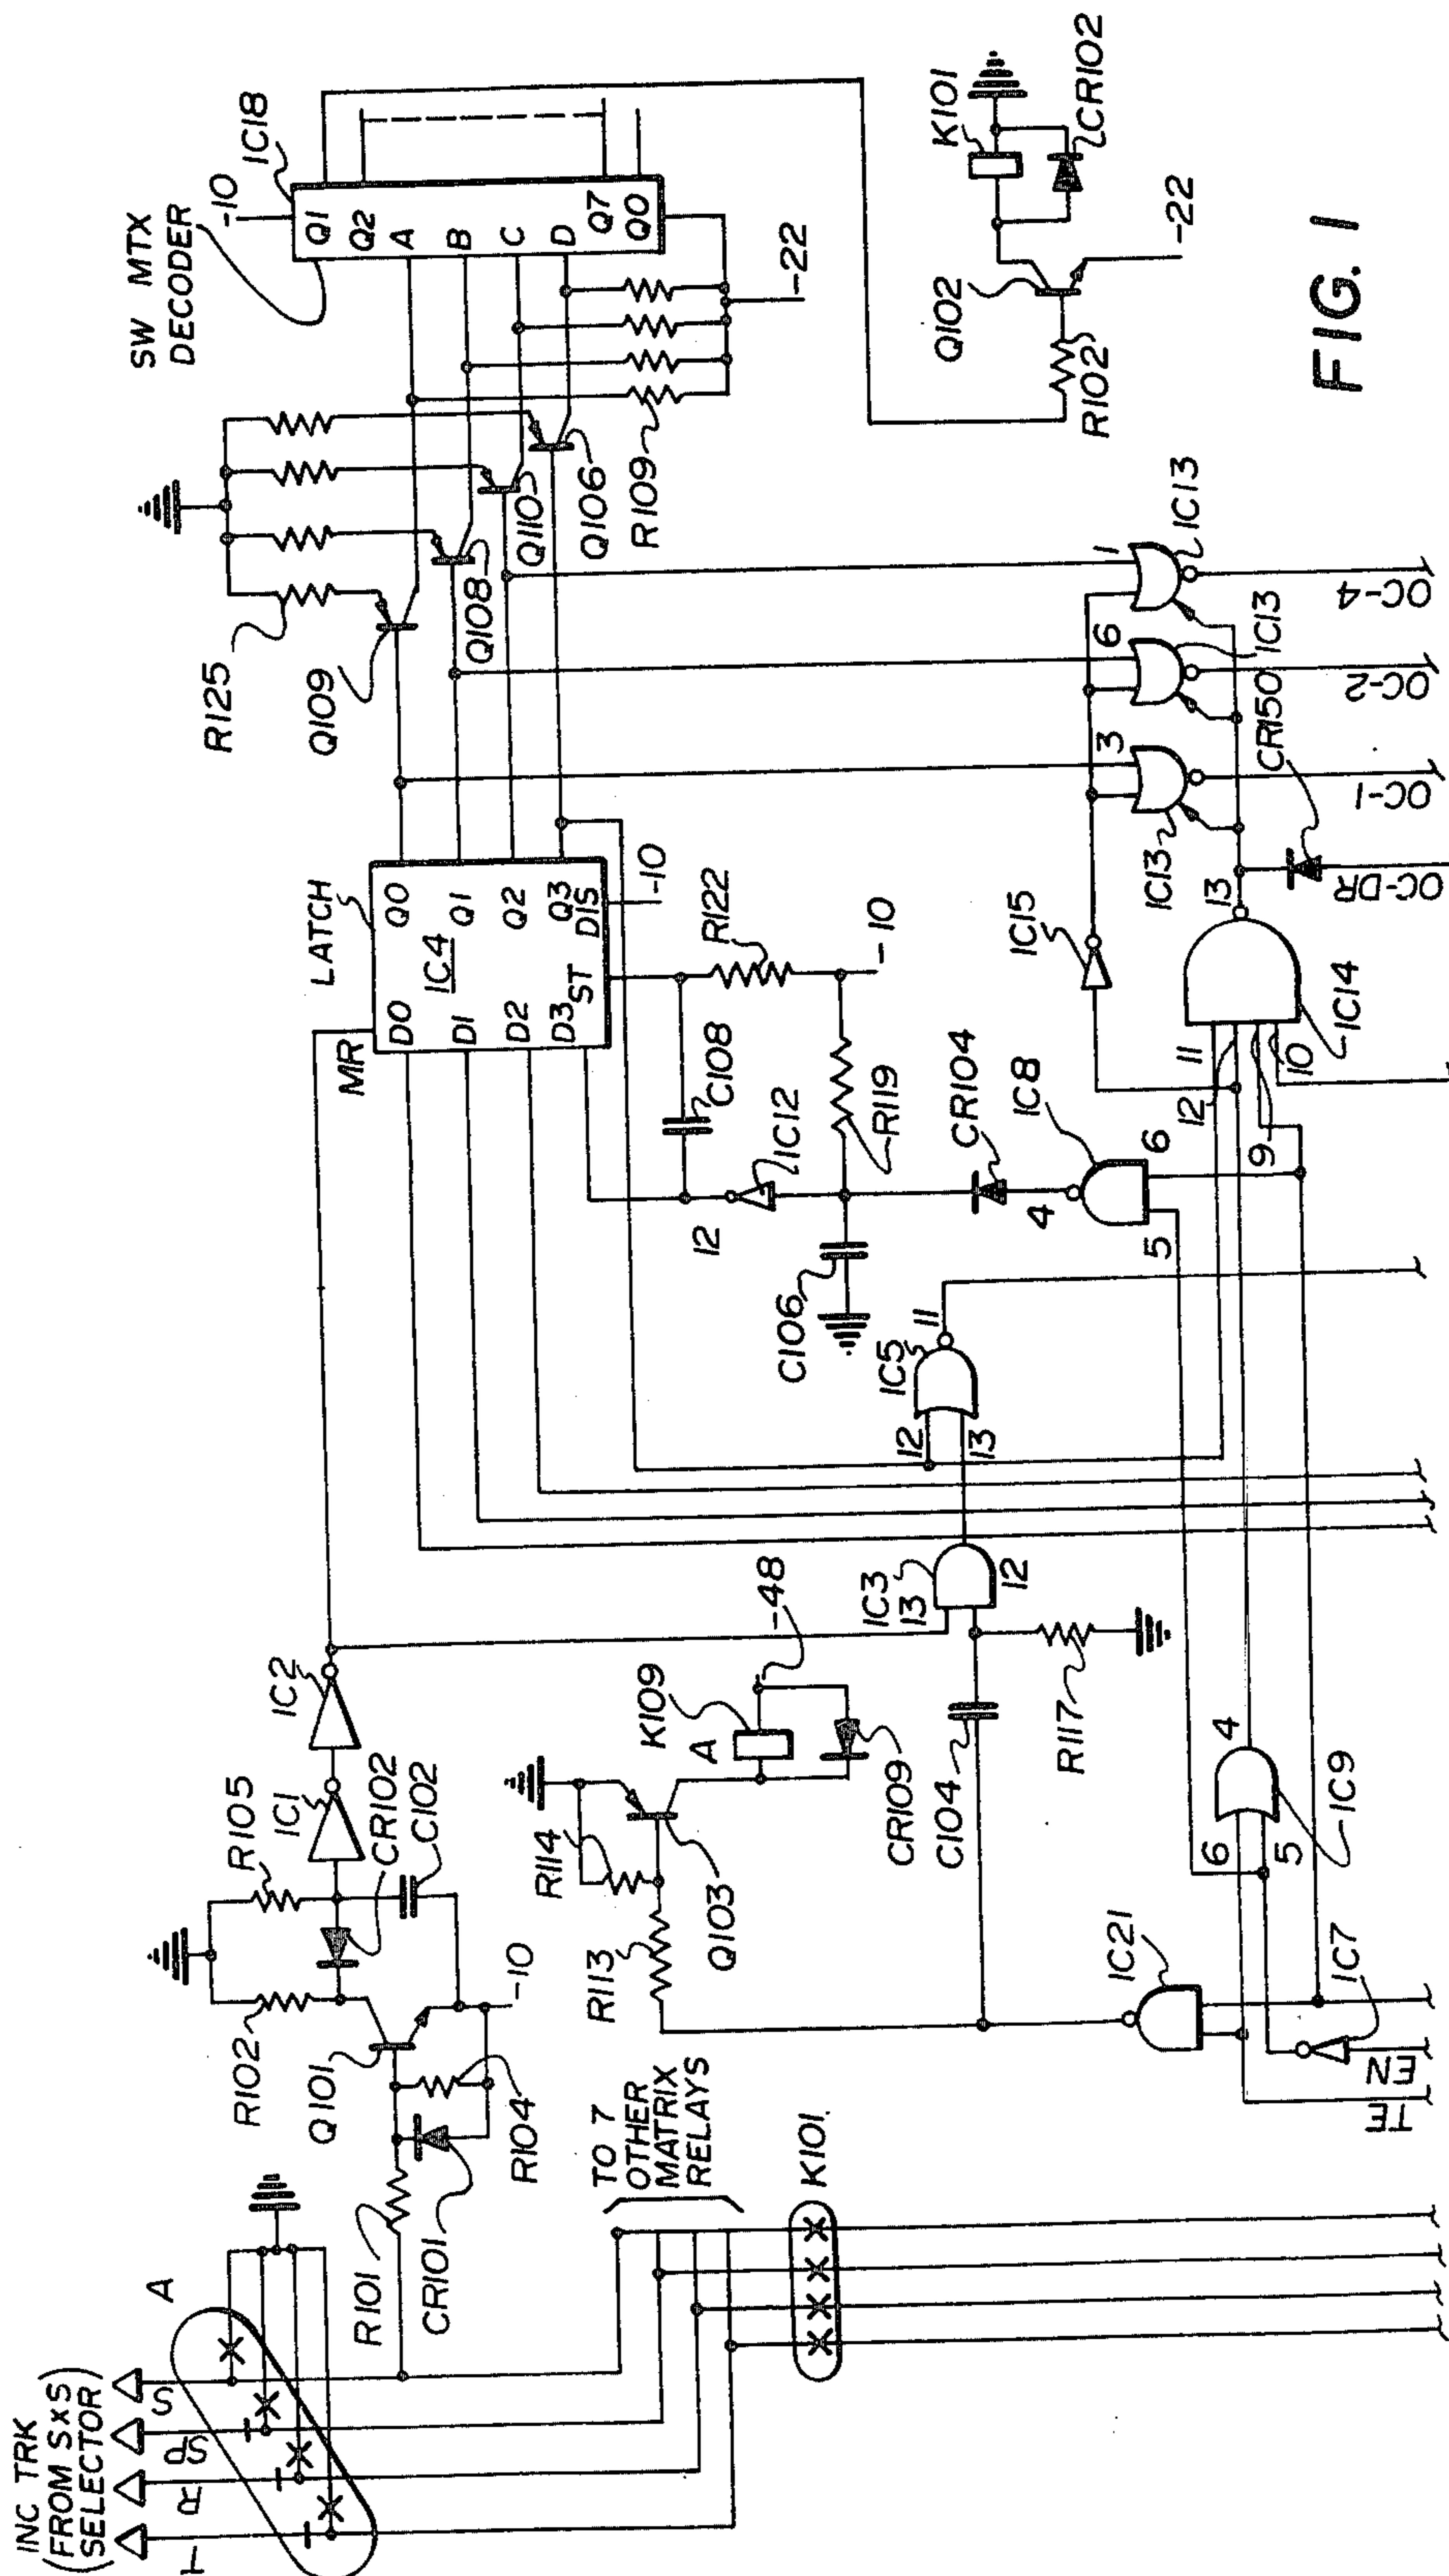 INC TRK
(FROM SXS
SELECTOR)
T
R
SP
S
A
R101
CR101
R104
Q101
R102
-10
R105
IC1
CR102
C102
IC2
TO 7
OTHER
MATRIX
RELAYS
K101
R113
R114
Q103
A
K109
-48
CR109
C104
R117
IC3
13
12
IC21
TE
EN
IC7
6
5
4
IC9
LATCH
MR
IC4
D0
D1
D2
D3
ST
DIS
Q0
Q1
Q2
Q3
-10
C108
R122
-10
R119
IC12
12
C106
CR104
4
IC8
5
6
IC5
11
12
13
R125
Q109
Q108
Q110
Q106
R109
-22
SW MTX
DECODER
-10
IC18
Q1
Q2
A
B
C
D
Q7
Q0
IC15
11
12
9
10
13
IC14
3
6
1
IC13
IC13
IC13
CR150
OC-DR
OC-1
OC-2
OC-4
R102
Q102
K101
CR102
-22
FIG. 1